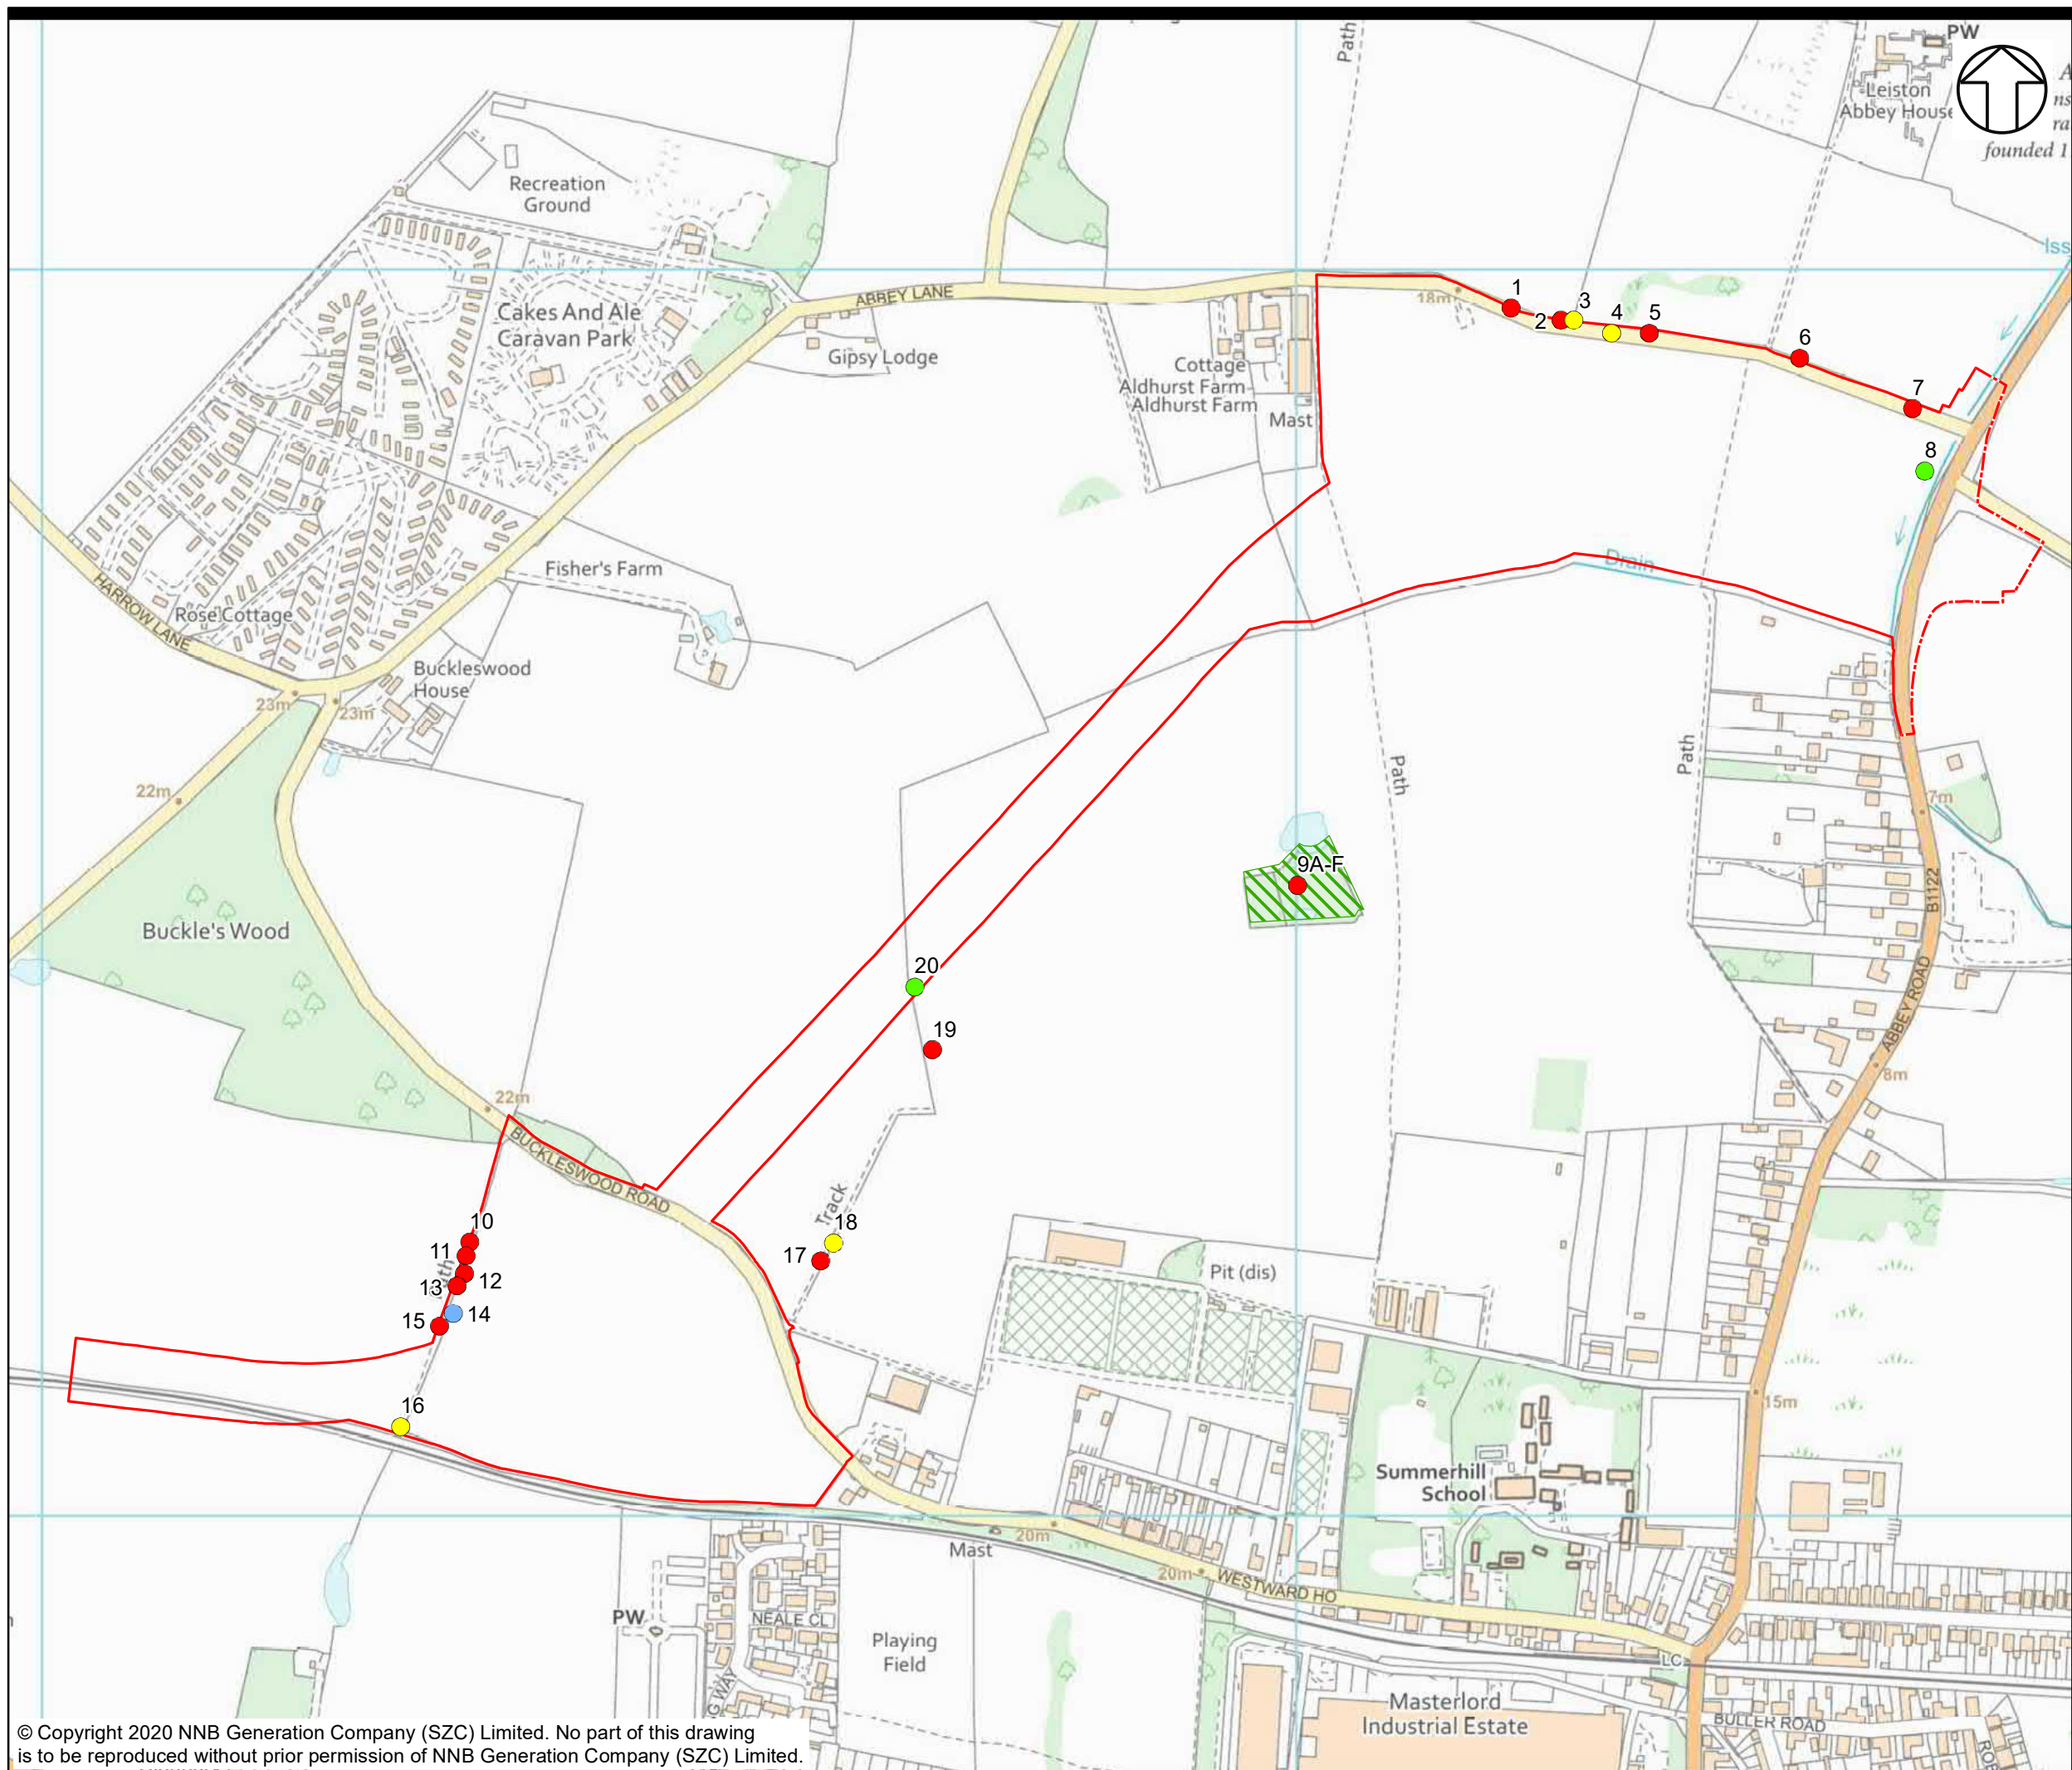 Path
PW
Leiston
Abbey House
founded 1
Recreation
Ground
Iss
ABBEY LANE
18m
1
2
3
4
5
6
7
8
Cakes And Ale
Caravan Park
Gipsy Lodge
Cottage
Aldhurst Farm
Aldhurst Farm
Mast
Drain
Fisher's Farm
HARROW LANE
Rose Cottage
Buckleswood
House
23m
23m
22m
Path
Path
7m
B1122
9A-F
Buckle's Wood
20
19
ABBEY ROAD
8m
22m
BUCKLESWOOD ROAD
Track
18
17
10
11
12
13
14
15
16
Pit (dis)
15m
Summerhill
School
20m
Mast
20m
WESTWARD HO
PW
NEALE CL
Playing
Field
LC
Masterlord
Industrial Estate
BULLER ROAD
© Copyright 2020 NNB Generation Company (SZC) Limited. No part of this drawing
is to be reproduced without prior permission of NNB Generation Company (SZC) Limited.